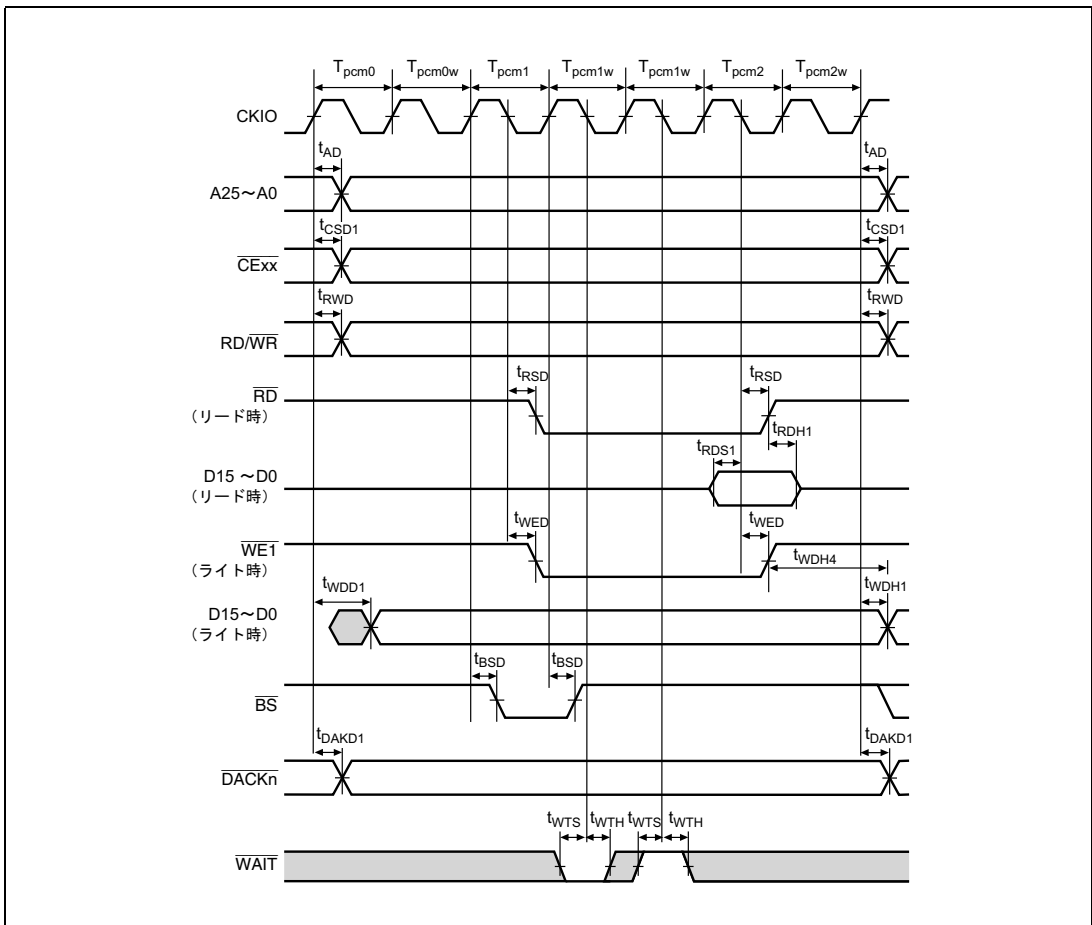 Tpcm0 Tpcm0w Tpcm1 Tpcm1w Tpcm1w Tpcm2 Tpcm2w
CKIO
tAD tAD
A25～A0
tCSD1 tCSD1
CExx
tRWD tRWD
RD/WR
tRSD tRSD
RD
（リード時）
tRDH1
tRDS1
D15 ～D0
（リード時）
tWED tWED
WE1
（ライト時）
tWDH4
tWDD1 tWDH1
D15～D0
（ライト時）
tBSD tBSD
BS
tDAKD1 tDAKD1
DACKn
tWTS tWTH tWTS tWTH
WAIT